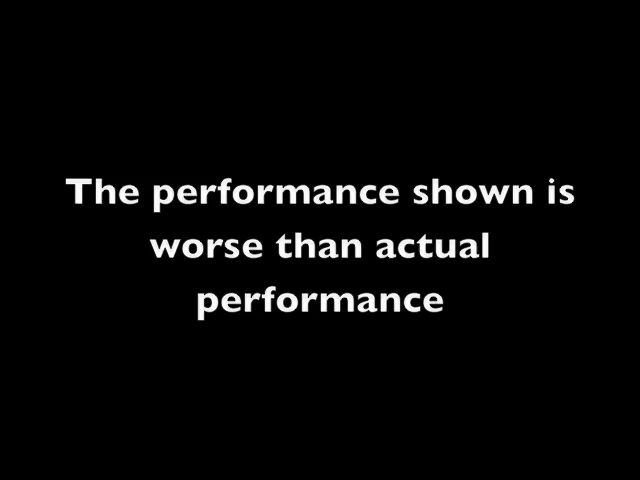 The performance shown is
worse than actual
performance